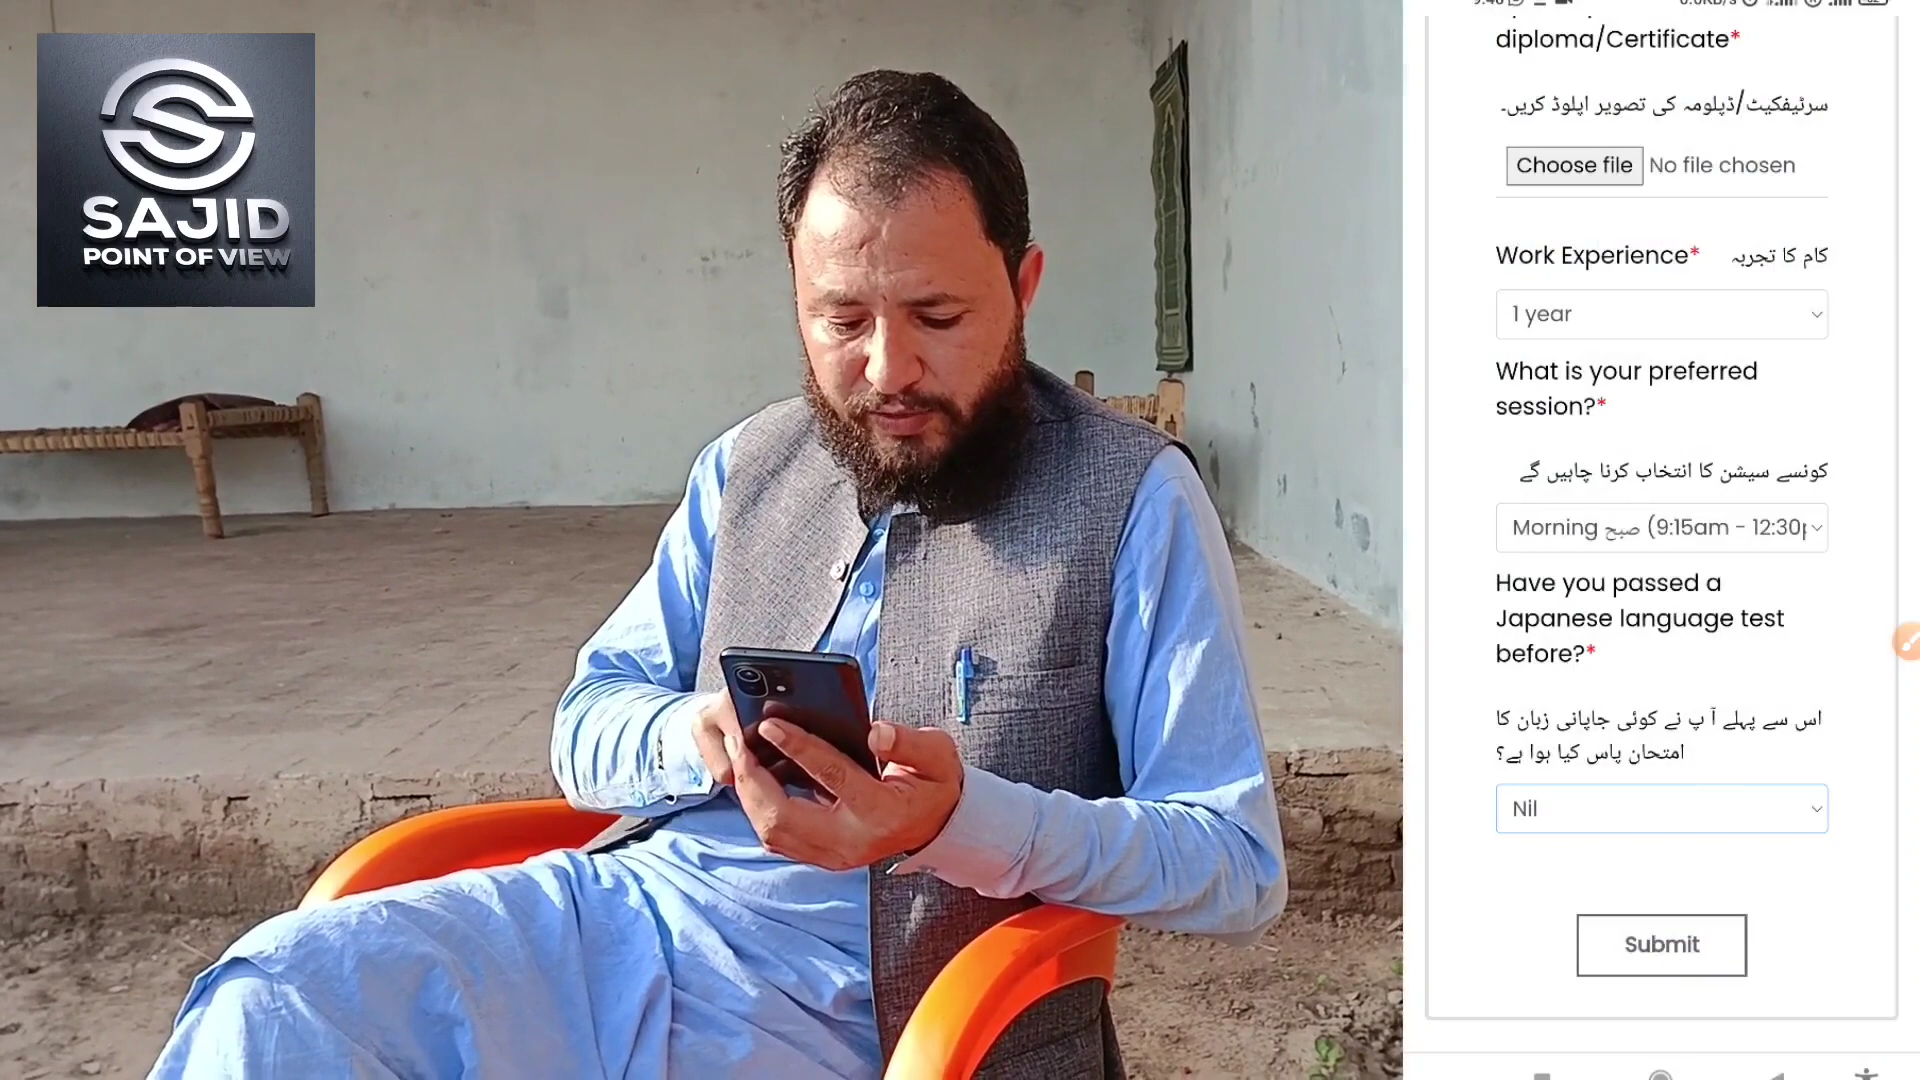 SAJID
POINT OF VIEW
diploma/Certificate*
سرٹیفکیٹ/ڈپلومہ کی تصویر اپلوڈ کریں۔
Choose file No file chosen
Work Experience* کام کا تجربہ
1 year
What is your preferred
session?*
کونسے سیشن کا انتخاب کرنا چاہیں گے
Morning صبح (9:15am - 12:30p
Have you passed a
Japanese language test
before?*
اس سے پہلے آ پ نے کوئی جاپانی زبان کا
امتحان پاس کیا ہوا ہے؟
Nil
Submit